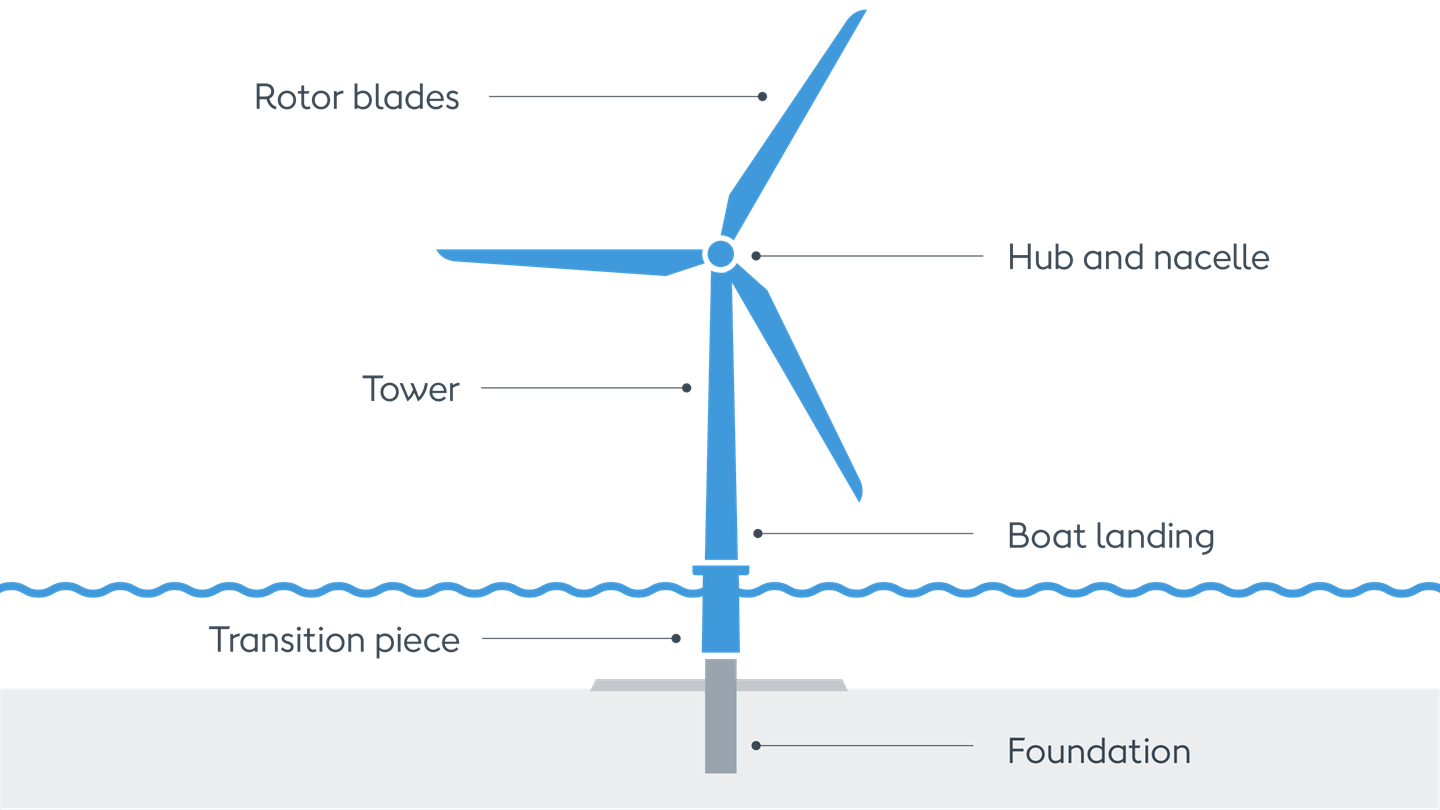 Rotor blades
Hub and nacelle
Tower
Boat landing
Transition piece
Foundation